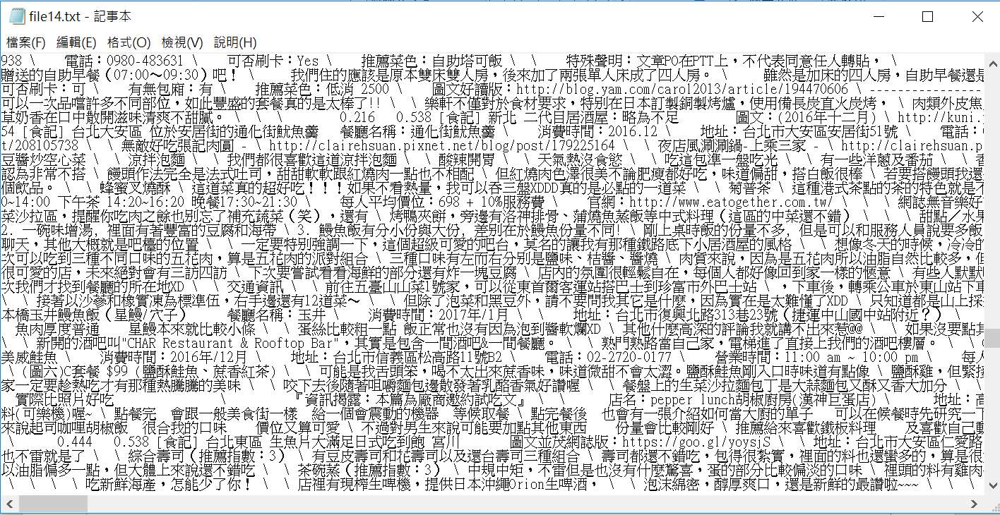 file14.txt - 記事本
檔案(F) 編輯(E) 格式(O) 檢視(V) 說明(H)
938 \ 電話：0980-483631 \ 可否刷卡：Yes \ 推薦菜色：自助塔可飯 \ \ 特殊聲明：文章PO在PTT上，不代表同意任人轉貼， \
贈送的自助早餐（07:00～09:30）吧！ \ 我們住的應該是原本雙床雙人房，後來加了兩張單人床成了四人房。 \ 雖然是加床的四人房，自助早餐還是
可否刷卡：可 \ 有無包廂：有 \ 推薦菜色：低消 2500 \ 圖文好讀版：http://blog.yam.com/carol2013/article/194470606 \ ------------------
可以一次品嚐許多不同部位，如此豐盛的套餐真的是太棒了!! \ \ 樂軒不僅對於食材要求，特別在日本訂製銅製烤爐，使用備長炭直火炭烤， \ 肉類外皮焦
草奶香在口中散開滋味清爽不甜膩。 \ \ \ 0.216 0.538 [食記] 新北 二代目居酒屋：略為不足 圖文：(2016年十二月) \ http://kuni.
54 [食記] 台北大安區 位於安居街的通化街魷魚羹 餐廳名稱：通化街魷魚羹 \ 消費時間：2016.12 \ 地址：台北市大安區安居街51號 \ 電話：
t/208105738 \ \ 無敵好吃張記肉圓 - \ http://clairehsuan.pixnet.net/blog/post/179225164 \ \ 夜店風涮涮鍋-上乘三家 - \ http://clairehsuan.p
豆醬炒空心菜 \ \ 涼拌泡麵 \ \ 我們都很喜歡這道涼拌泡麵 \ \ 酸辣開胃 \ \ 天氣熱沒食慾 \ \ 吃這包準一盤吃光 \ \ 有一些洋蔥及番茄 \ \ 香
認為非常不搭 \ 饅頭作法完全是法式吐司，甜甜軟軟跟紅燒肉一點也不相配 \ 但紅燒肉色澤很美不論肥瘦都好吃，味道偏甜，搭白飯很棒 \ 若要搭饅頭我還
個飲品。 \ \ 蜂蜜叉燒酥 \ 這道菜真的超好吃！！！如果不看熱量，我可以吞三盤XDDD真的是必點的一道菜 \ \ 菊普茶 \ 這種港式茶點的茶的特色就是不
0~14:00 下午茶 14:20~16:20 晚餐17:30~21:30 \ 每人平均價位：698 + 10%服務費 \ 官網：http://www.eatogether.com.tw/ \ \ \ 網誌無音樂好
菜沙拉區，提醒你吃肉之餘也別忘了補充蔬菜（笑），還有 \ 烤鴨夾餅，旁邊有洛神排骨、蒲燒魚蒸飯等中式料理（這區的中菜還不錯） \ \ \ 甜點／水果
2. 一碗味增湯, 裡面有著豐富的豆腐和海帶 \ 3. 鰻魚飯有分小份與大份, 差別在於鰻魚份量不同! \ 剛上桌時飯的份量不多, 但是可以和服務人員說要多飯
聊天，其他大概就是吧檯的位置 \ \ 一定要特別強調一下，這個超級可愛的吧台，莫名的讓我有那種鐵路底下小居酒屋的風格 \ \ 想像冬天的時候，冷冷的
次可以吃到三種不同口味的五花肉，算是五花肉的派對組合 \ 三種口味有左而右分別是鹽味、桔醬、醬燒 \ 肉質來說，因為是五花肉所以油脂自然比較多，但
很可愛的店，未來絕對會有三訪四訪 \ 下次要嘗試看看海鮮的部分還有炸一塊豆腐 \ 店內的氛圍很輕鬆自在，每個人都好像回到家一樣的愜意 \ 有些人默默
次我們才找到餐廳的所在地XD \ \ 交通資訊 \ \ 前往五臺山山菜1號家，可以從東首爾客運站搭巴士到珍富市外巴士站 \ ，下車後，轉乘公車於東山站下車
\ \ 接著以沙蔘和橡實凍為標準伍，右手邊還有12道菜～ \ \ 但除了泡菜和黑豆外，請不要問我其它是什麼，因為實在是太難懂了XDD \ 只知道都是山上採
本橋玉井鰻魚飯（星鰻/穴子） 餐廳名稱：玉井 \ 消費時間：2017年/1月 \ \ 地址：台北市復興北路313巷23號（捷運中山國中站附近？） \
魚肉厚度普通 \ 星鰻本來就比較小條 \ \ 蛋絲比較粗一點 飯正常也沒有因為泡到醬軟爛XD \ 其他什麼高深的評論我就講不出來惹@@ \ \ 如果沒要點其
\ \ 新開的酒吧叫"CHAR Restaurant & Rooftop Bar"，其實是包含一間酒吧&一間餐廳。 \ \ 熟門熟路當自己家，電梯進了直接上我們的酒吧樓層。 \ \
美威鮭魚 \ 消費時間：2016年/12月 \ 地址：台北市信義區松高路11號B2 \ 電話：02-2720-0177 \ 營業時間：11:00 am ~ 10:00 pm \ 每人
\ (圖六)C套餐 $99 (鹽酥鮭魚、蔗香紅茶) \ \ 可能是我舌頭笨，喝不太出來蔗香味，味道微甜不會太澀。鹽酥鮭魚剛入口時味道有點像 \ 鹽酥雞，但緊接
家一定要趁熱吃才有那種熱騰騰的美味 \ \ 咬下去後隨著咀嚼麵包邊散發著乳酪香氣好讚喔 \ \ 餐盤上的生菜沙拉麵包丁是大蒜麵包又酥又香大加分 \ \
實際比照片好吃 \ 『資訊揭露：本篇為廠商邀約試吃文』 \ \ 店名：pepper lunch胡椒廚房(漢神巨蛋店) \ 地址：高
料(可樂機)喔~ \ 點餐完 會跟一般美食街一樣 給一個會震動的機器 等候取餐 \ 點完餐後 也會有一張介紹如何當大廚的單子 可以在候餐時先研究一下
來說起司咖哩胡椒飯 很合我的口味 價位又算可愛 \ 不過對男生來說可能要加點其他東西 份量會比較剛好 \ 推薦給來喜歡鐵板料理 及喜歡自己動
\ 0.444 0.538 [食記] 台北東區 生魚片大滿足日式吃到飽 宮川 圖文並茂網誌版：https://goo.gl/yoysjS \ \ 地址：台北市大安區仁愛路
也不雷就是了 \ \ 綜合壽司（推薦指數：3） \ 有豆皮壽司和花壽司以及還台壽司三種組合 \ 壽司都還不錯吃，包得很紮實，裡面的料也還蠻多的，算是很
以油脂偏多一點，但大體上來說還不錯吃 \ \ 茶碗蒸（推薦指數：3） \ 中規中矩，不雷但是也沒有什麼驚喜，蛋的部分比較偏淡的口味 \ 裡頭的料有雞肉
\ \ \ \ \ 吃新鮮海產，怎能少了你！ \ \ 店裡有現榨生啤機，提供日本沖繩Orion生啤酒， \ \ 泡沫綿密，醇厚爽口，還是新鮮的最讚啦~~~ \ \ \